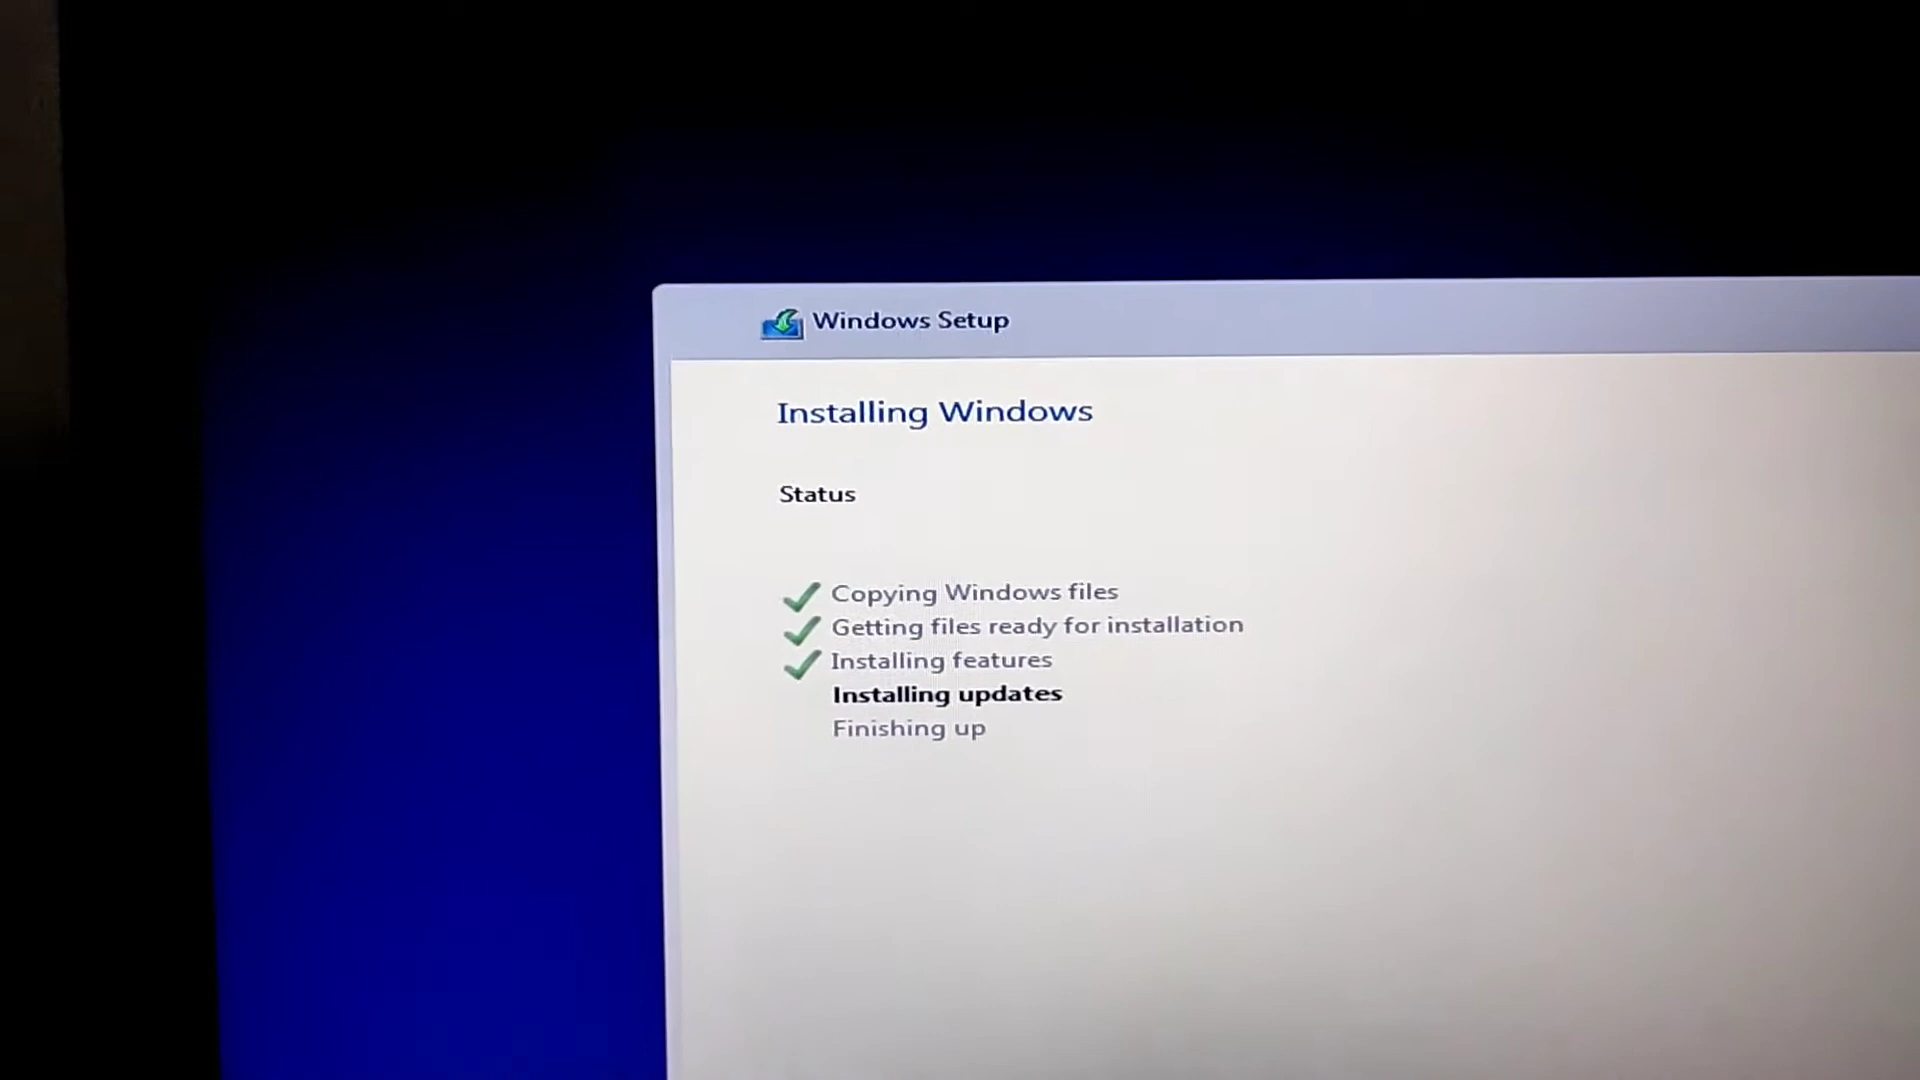 Windows Setup
Installing Windows
Status
Copying Windows files
Getting files ready for installation
Installing features
Installing updates
Finishing up